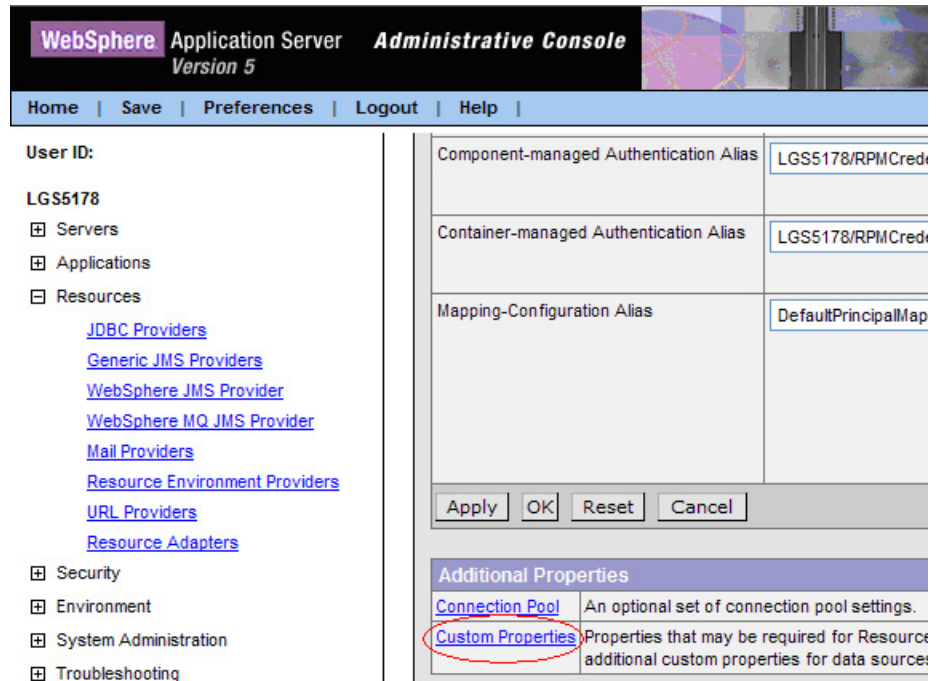 WebSphere Application Server Administrative Console
Version 5
Home | Save | Preferences | Logout | Help |
User ID:
LGS5178
Servers
Applications
Resources
JDBC Providers
Generic JMS Providers
WebSphere JMS Provider
WebSphere MQ JMS Provider
Mail Providers
Resource Environment Providers
URL Providers
Resource Adapters
Security
Environment
System Administration
Troubleshooting
Component-managed Authentication Alias LGS5178/RPMCrede
Container-managed Authentication Alias LGS5178/RPMCrede
Mapping-Configuration Alias DefaultPrincipalMap
Apply OK Reset Cancel
Additional Properties
Connection Pool An optional set of connection pool settings.
Custom Properties Properties that may be required for Resource
additional custom properties for data sources